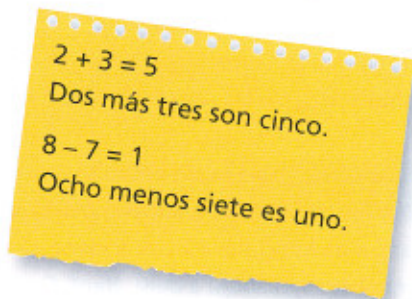 2 + 3 = 5
Dos más tres son cinco.
8 – 7 = 1
Ocho menos siete es uno.